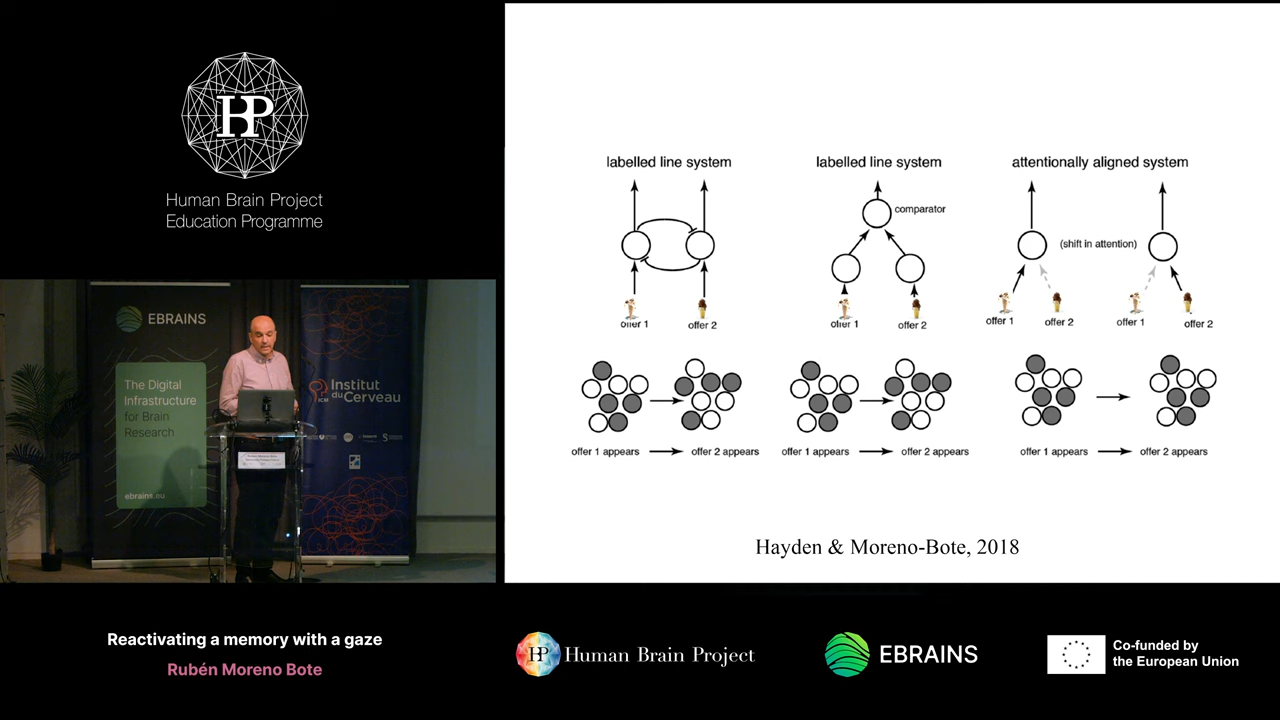 HP
Human Brain Project
Education Programme
EBRAINS
The Digital
Infrastructure
for Brain
Research
ebrains.eu
ICM
Institut
du Cerveau
labelled line system
offer 1
offer 2
labelled line system
comparator
offer 1
offer 2
attentionally aligned system
(shift in attention)
offer 1
offer 2
offer 1
offer 2
offer 1 appears
offer 2 appears
offer 1 appears
offer 2 appears
offer 1 appears
offer 2 appears
Hayden & Moreno-Bote, 2018
Reactivating a memory with a gaze
Rubén Moreno Bote
HP
Human Brain Project
EBRAINS
Co-funded by
the European Union